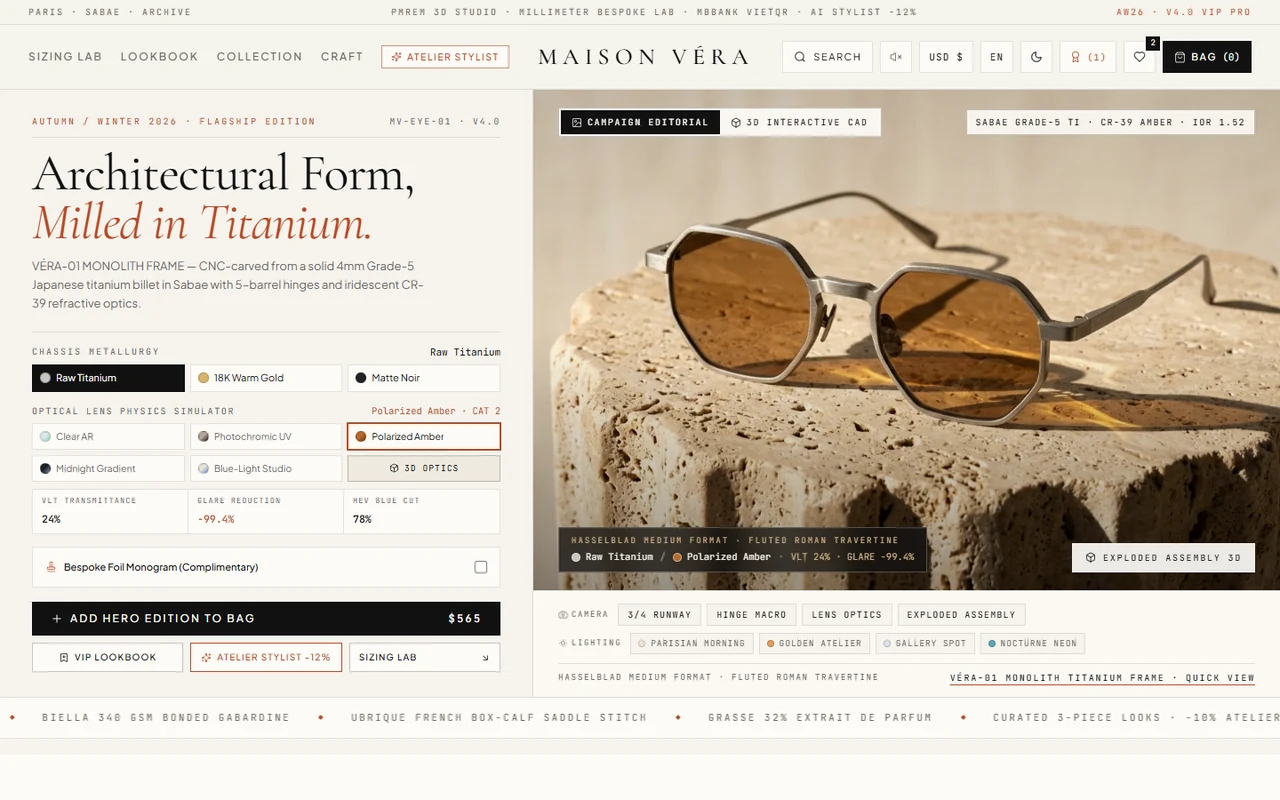 PARIS · SABAE · ARCHIVE
PMREM 3D STUDIO · MILLIMETER BESPOKE LAB · MBBANK VIETQR · AI STYLIST -12%
AW26 · V4.0 VIP PRO
SIZING LAB
LOOKBOOK
COLLECTION
CRAFT
ATELIER STYLIST
MAISON VÉRA
SEARCH
USD $
EN
(1)
2
BAG (0)
AUTUMN / WINTER 2026 · FLAGSHIP EDITION
MV-EYE-01 · V4.0
Architectural Form,
Milled in Titanium.
VÉRA-01 MONOLITH FRAME — CNC-carved from a solid 4mm Grade-5
Japanese titanium billet in Sabae with 5-barrel hinges and iridescent CR-
39 refractive optics.
CHASSIS METALLURGY
Raw Titanium
Raw Titanium
18K Warm Gold
Matte Noir
OPTICAL LENS PHYSICS SIMULATOR
Polarized Amber · CAT 2
Clear AR
Photochromic UV
Polarized Amber
Midnight Gradient
Blue-Light Studio
3D OPTICS
VLT TRANSMITTANCE
24%
GLARE REDUCTION
-99.4%
HEV BLUE CUT
78%
Bespoke Foil Monogram (Complimentary)
+ ADD HERO EDITION TO BAG
$565
VIP LOOKBOOK
ATELIER STYLIST -12%
SIZING LAB
CAMPAIGN EDITORIAL
3D INTERACTIVE CAD
SABAE GRADE-5 TI · CR-39 AMBER · IOR 1.52
HASSELBLAD MEDIUM FORMAT · FLUTED ROMAN TRAVERTINE
Raw Titanium / Polarized Amber · VLT 24% · GLARE -99.4%
EXPLODED ASSEMBLY 3D
CAMERA
3/4 RUNWAY
HINGE MACRO
LENS OPTICS
EXPLODED ASSEMBLY
LIGHTING
PARISIAN MORNING
GOLDEN ATELIER
GALLERY SPOT
NOCTURNE NEON
HASSELBLAD MEDIUM FORMAT · FLUTED ROMAN TRAVERTINE
VÉRA-01 MONOLITH TITANIUM FRAME · QUICK VIEW
BIELLA 340 GSM BONDED GABARDINE
UBRIQUE FRENCH BOX-CALF SADDLE STITCH
GRASSE 32% EXTRAIT DE PARFUM
CURATED 3-PIECE LOOKS · -10% ATELIER